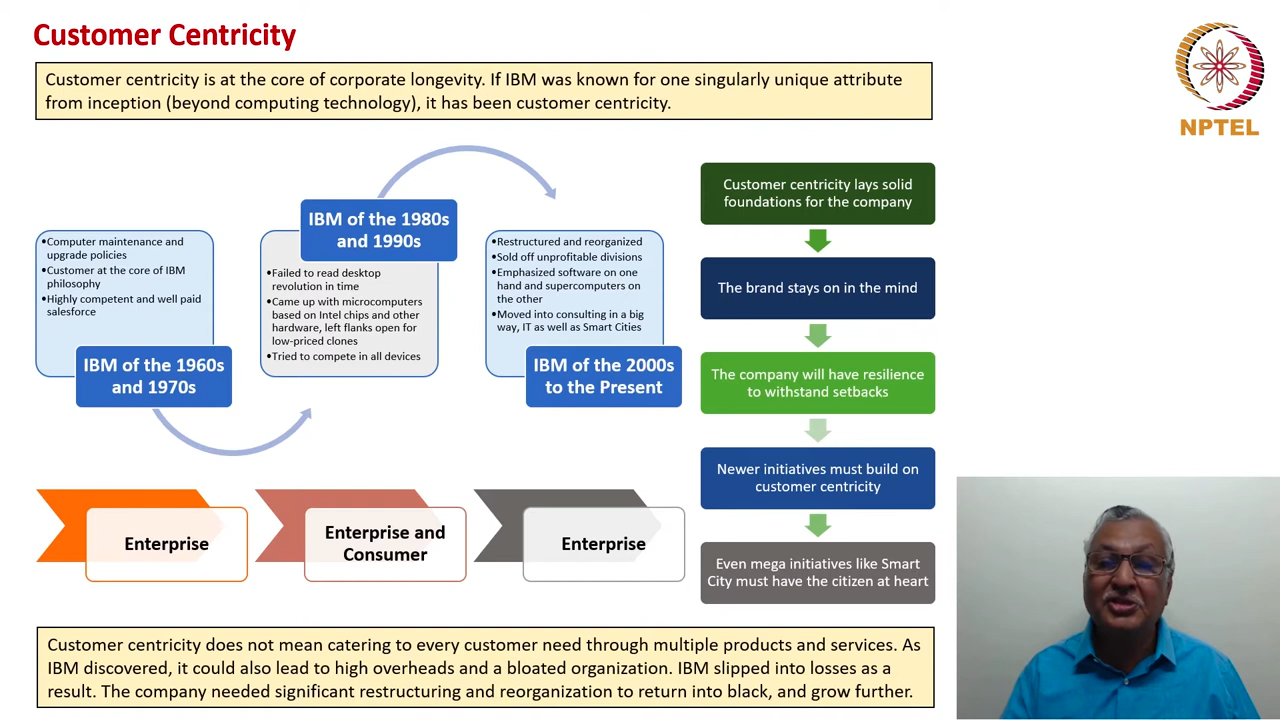 Customer Centricity
Customer centricity is at the core of corporate longevity. If IBM was known for one singularly unique attribute
from inception (beyond computing technology), it has been customer centricity.
NPTEL
•Computer maintenance and
upgrade policies
•Customer at the core of IBM
philosophy
•Highly competent and well paid
salesforce
IBM of the 1960s
and 1970s
IBM of the 1980s
and 1990s
•Failed to read desktop
revolution in time
•Came up with microcomputers
based on Intel chips and other
hardware, left flanks open for
low-priced clones
•Tried to compete in all devices
•Restructured and reorganized
•Sold off unprofitable divisions
•Emphasized software on one
hand and supercomputers on
the other
•Moved into consulting in a big
way, IT as well as Smart Cities
IBM of the 2000s
to the Present
Enterprise
Enterprise and
Consumer
Enterprise
Customer centricity lays solid
foundations for the company
The brand stays on in the mind
The company will have resilience
to withstand setbacks
Newer initiatives must build on
customer centricity
Even mega initiatives like Smart
City must have the citizen at heart
Customer centricity does not mean catering to every customer need through multiple products and services. As
IBM discovered, it could also lead to high overheads and a bloated organization. IBM slipped into losses as a
result. The company needed significant restructuring and reorganization to return into black, and grow further.